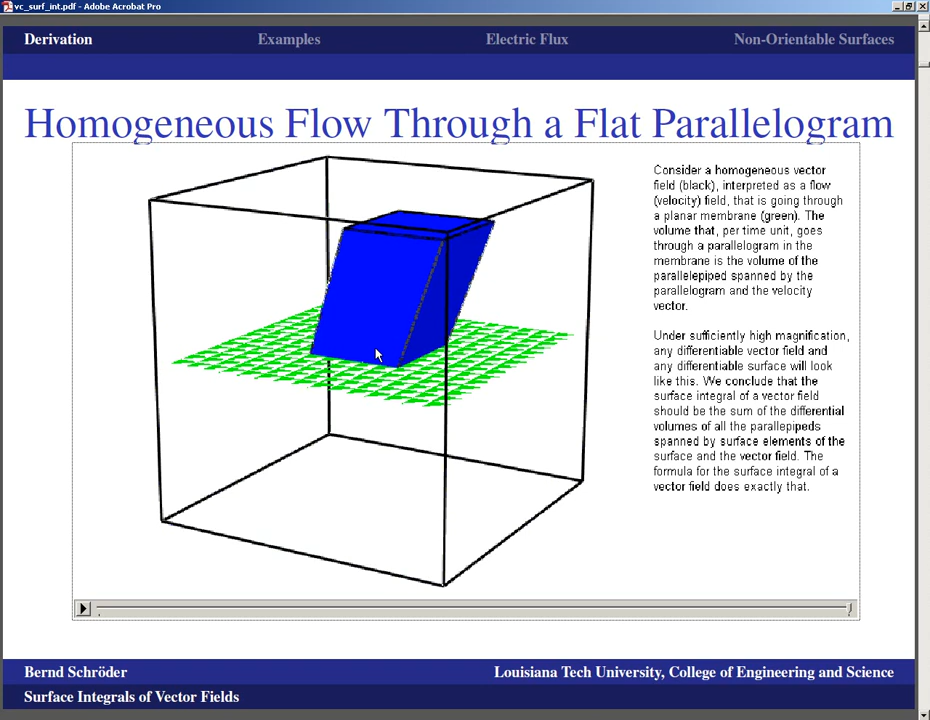 vc_surf_int.pdf - Adobe Acrobat Pro
Derivation Examples Electric Flux Non-Orientable Surfaces
Homogeneous Flow Through a Flat Parallelogram
Consider a homogeneous vector
field (black), interpreted as a flow
(velocity) field, that is going through
a planar membrane (green). The
volume that, per time unit, goes
through a parallelogram in the
membrane is the volume of the
parallelepiped spanned by the
parallelogram and the velocity
vector.
Under sufficiently high magnification,
any differentiable vector field and
any differentiable surface will look
like this. We conclude that the
surface integral of a vector field
should be the sum of the differential
volumes of all the parallepipeds
spanned by surface elements of the
surface and the vector field. The
formula for the surface integral of a
vector field does exactly that.
Bernd Schröder Louisiana Tech University, College of Engineering and Science
Surface Integrals of Vector Fields